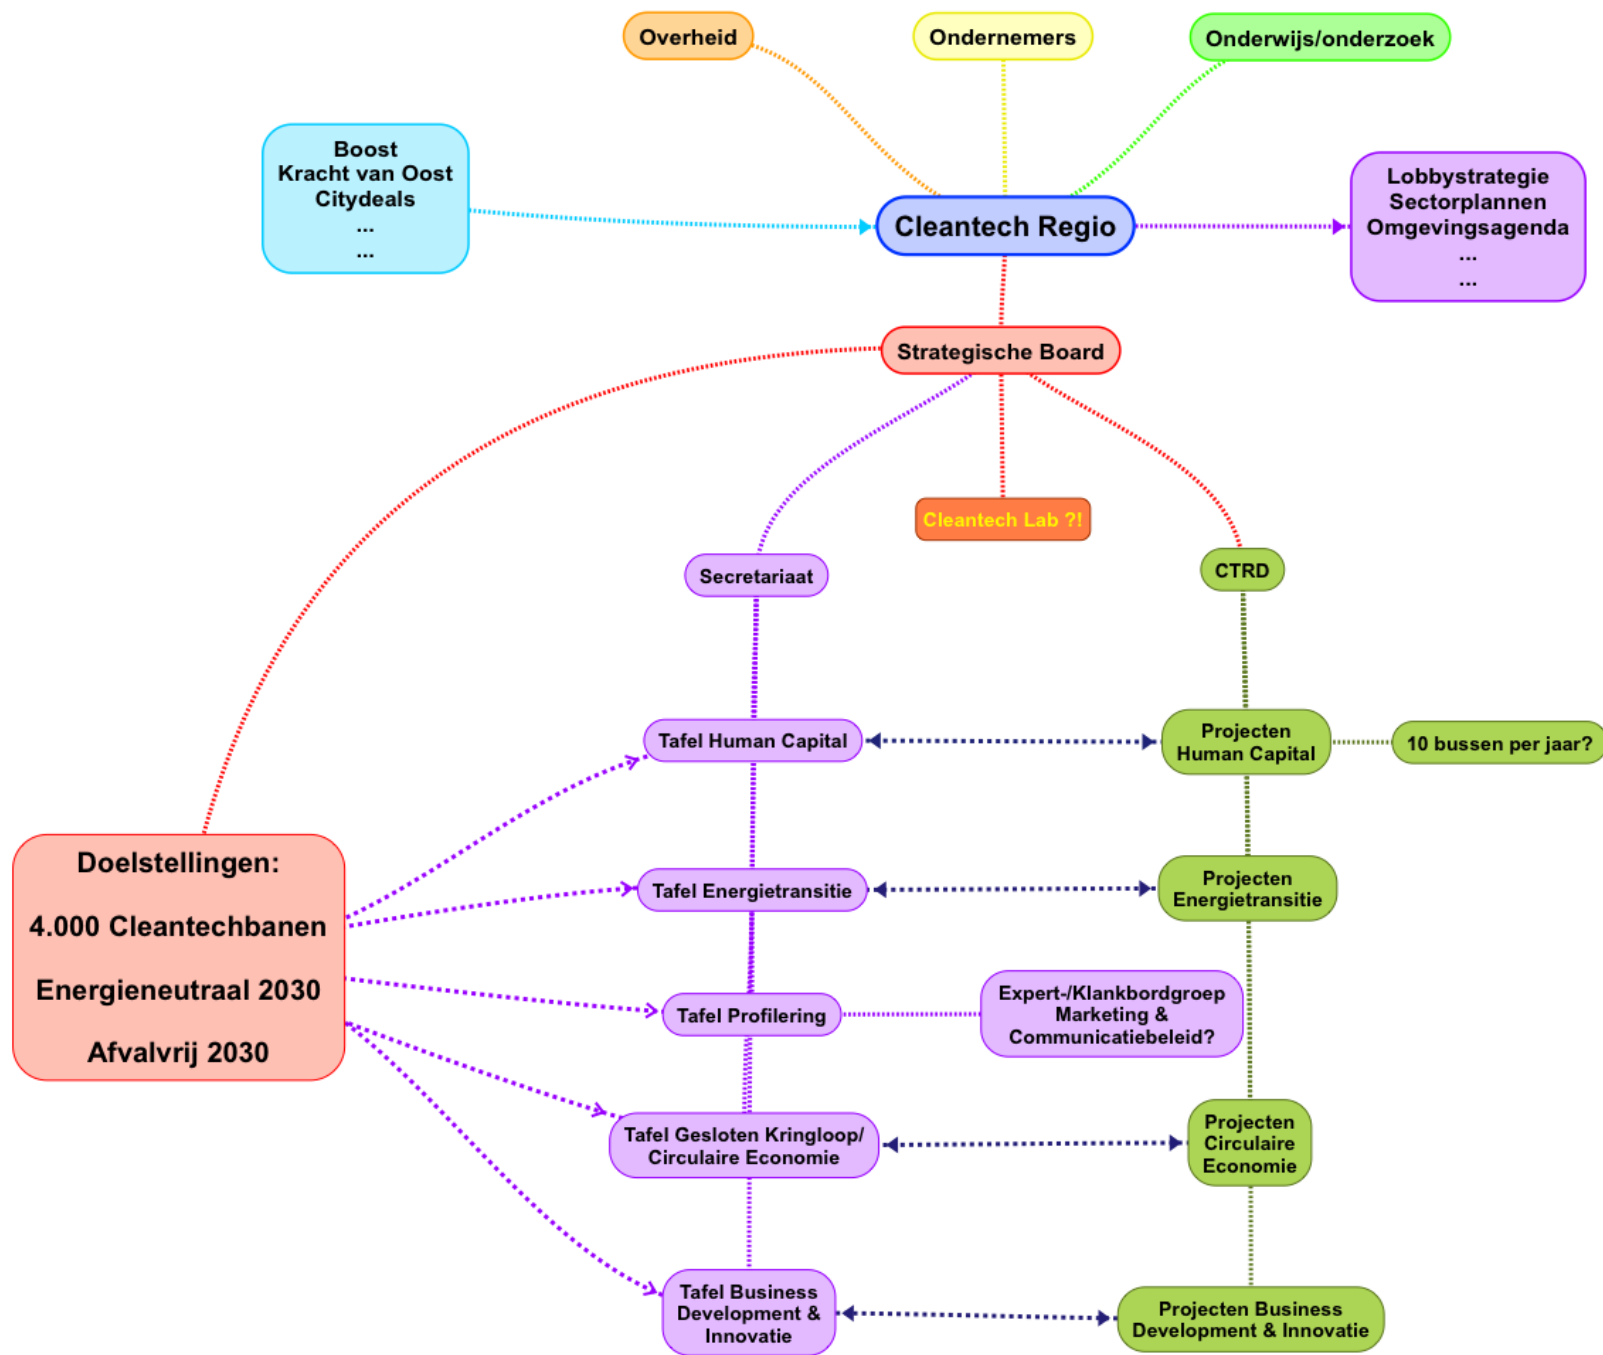 Overheid
Ondernemers
Onderwijs/onderzoek
Boost
Kracht van Oost
Citydeals
...
...
Cleantech Regio
Lobbystrategie
Sectorplannen
Omgevingsagenda
...
...
Strategische Board
Cleantech Lab ?!
Secretariaat
CTRD
Tafel Human Capital
Projecten
Human Capital
10 bussen per jaar?
Doelstellingen:
4.000 Cleantechbanen
Energieneutraal 2030
Afvalvrij 2030
Tafel Energietransitie
Projecten
Energietransitie
Tafel Profilering
Expert-/Klankbordgroep
Marketing &
Communicatiebeleid?
Tafel Gesloten Kringloop/
Circulaire Economie
Projecten
Circulaire
Economie
Tafel Business
Development &
Innovatie
Projecten Business
Development & Innovatie